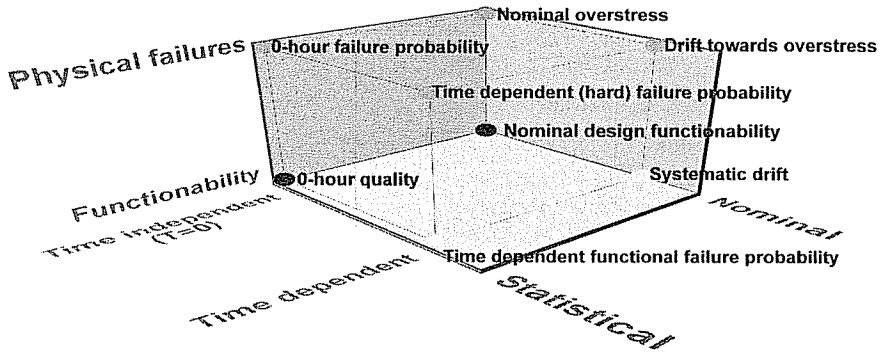 Nominal overstress
Physical failures
0-hour failure probability
Drift towards overstress
Time dependent (hard) failure probability
Nominal design functionability
Functionability
0-hour quality
Systematic drift
Time independent
(T=0)
Nominal
Time dependent
Time dependent functional failure probability
Statistical